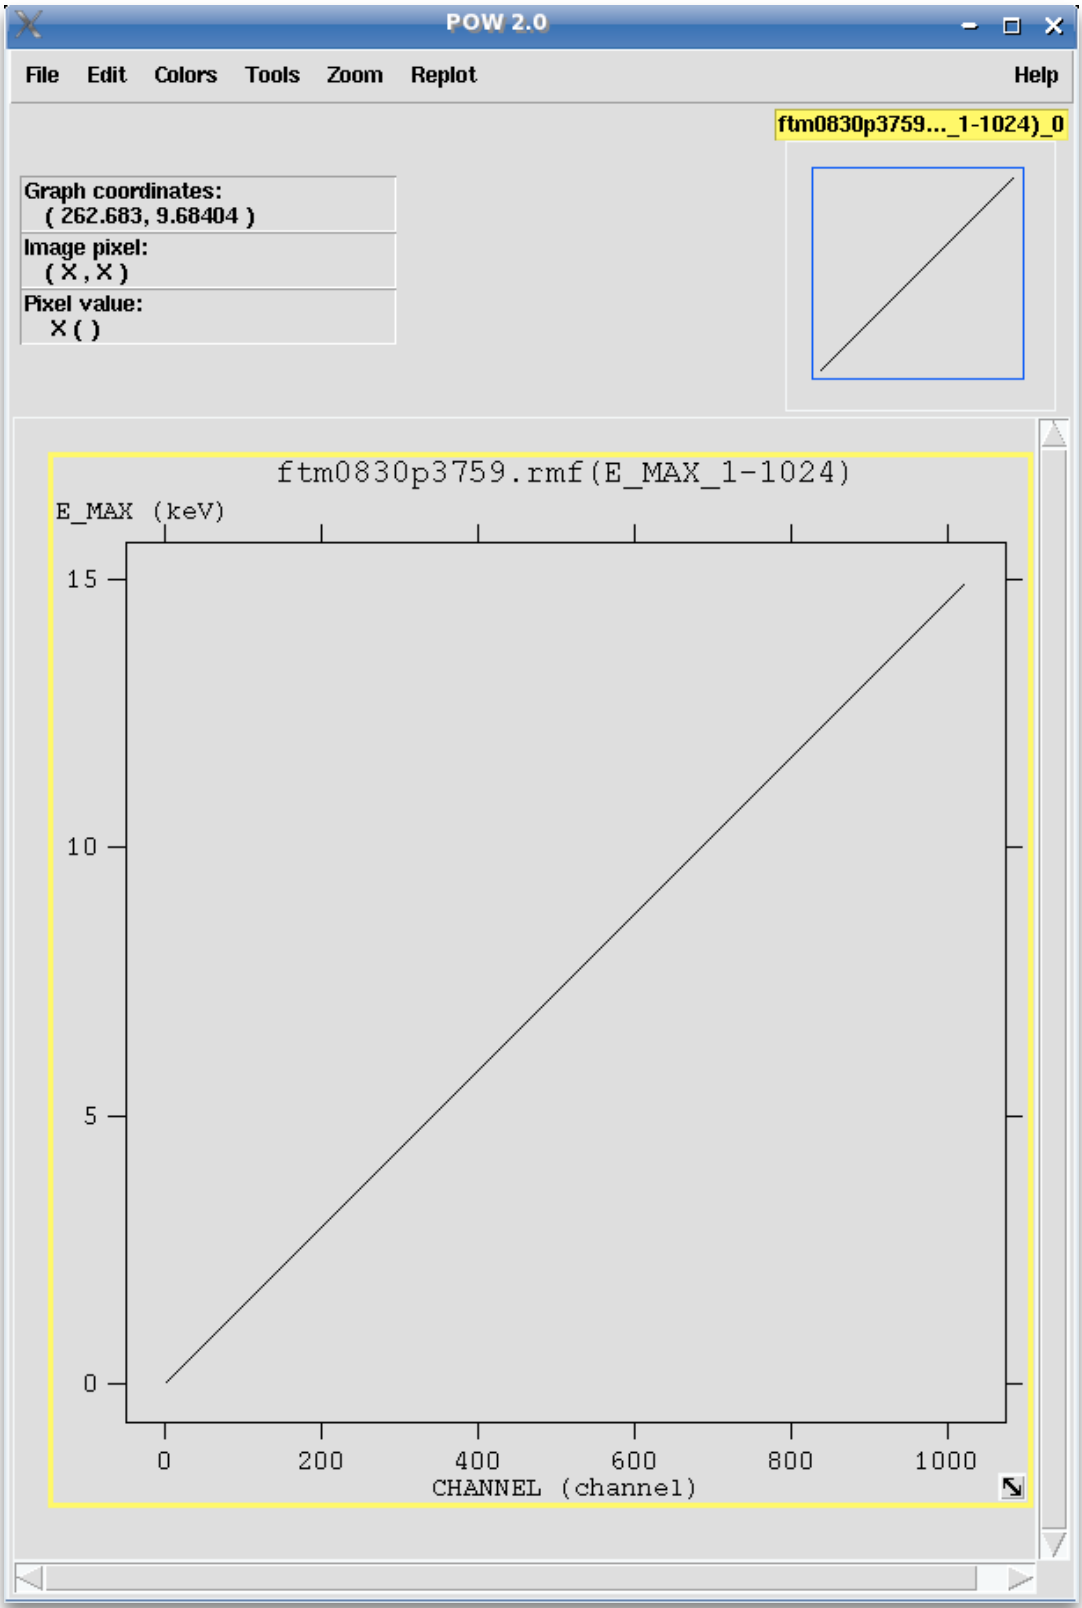 POW 2.0
File Edit Colors Tools Zoom Replot Help
ftm0830p3759..._1-1024)_0
Graph coordinates:
( 262.683, 9.68404 )
Image pixel:
( X , X )
Pixel value:
X ( )
ftm0830p3759.rmf(E_MAX_1-1024)
E_MAX (keV)
15
10
5
0
0 200 400 600 800 1000
CHANNEL (channel)